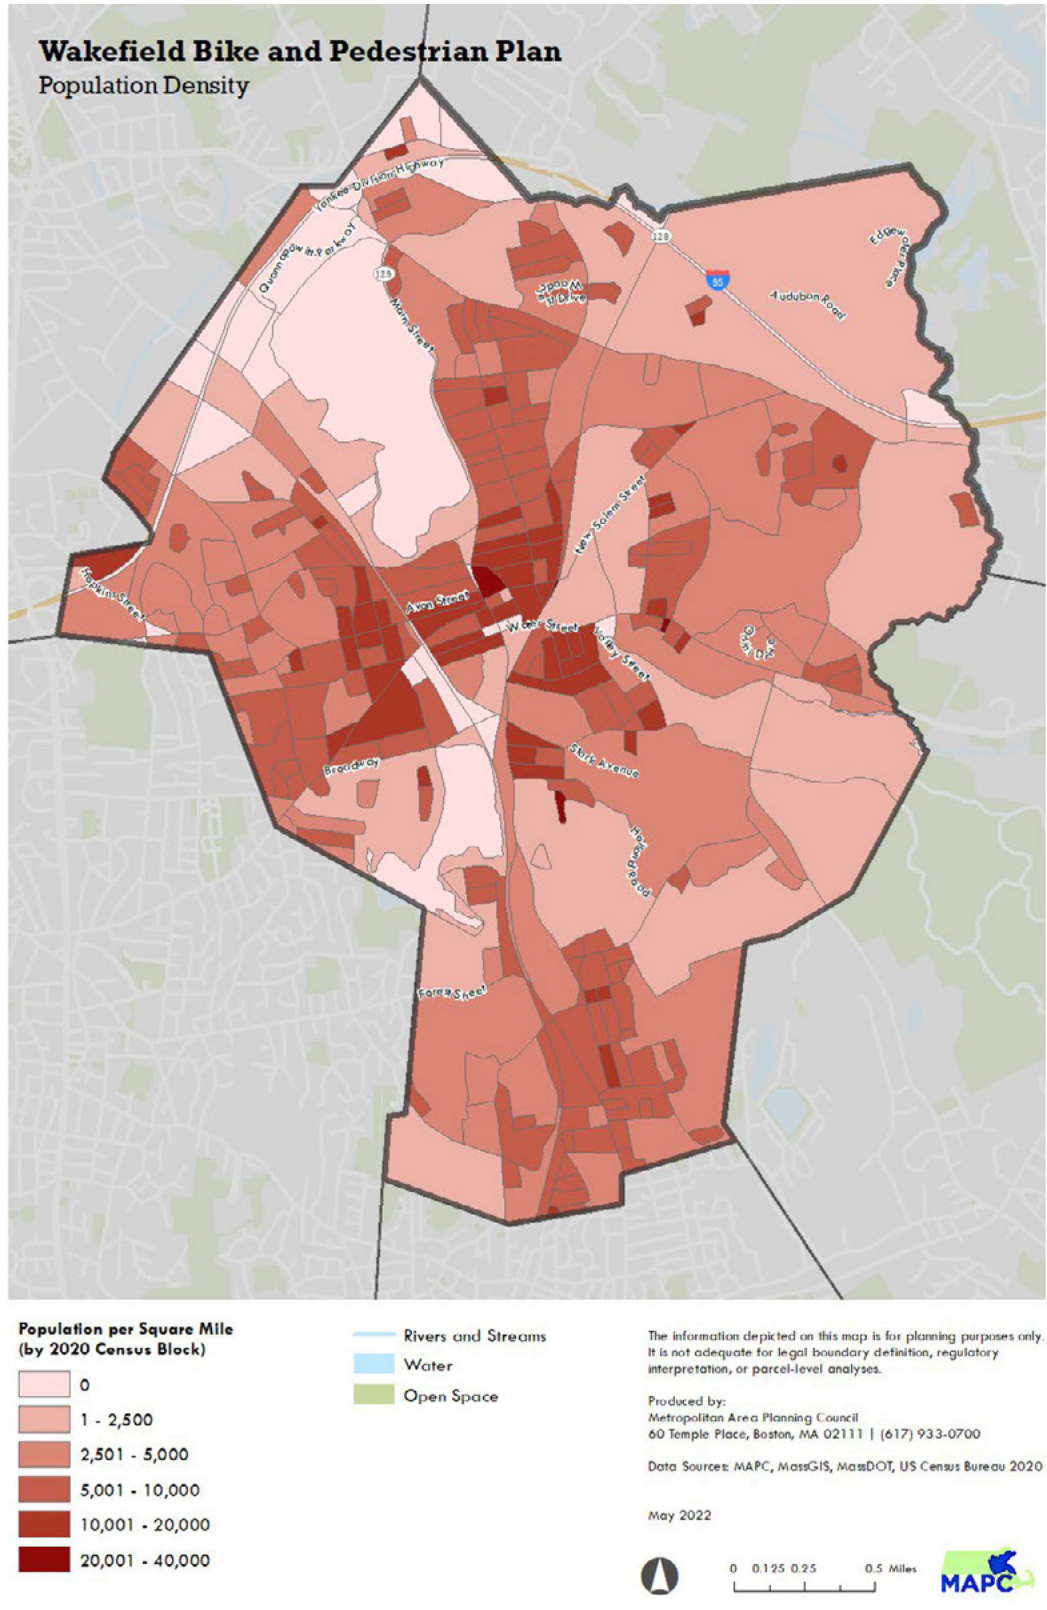 Wakefield Bike and Pedestrian Plan
Population Density
Yankee Division Highway
Quannapowitt Parkway
129
Main Street
128
95
Edgewater Place
Audubon Road
Drive
New Salem Street
Hopkins Street
Avon Street
Water Street
Valley Street
Broadway
Stark Avenue
Road
Forest Street
Population per Square Mile
(by 2020 Census Block)
0
1 - 2,500
2,501 - 5,000
5,001 - 10,000
10,001 - 20,000
20,001 - 40,000
Rivers and Streams
Water
Open Space
The information depicted on this map is for planning purposes only.
It is not adequate for legal boundary definition, regulatory
interpretation, or parcel-level analyses.
Produced by:
Metropolitan Area Planning Council
60 Temple Place, Boston, MA 02111 | (617) 933-0700
Data Sources: MAPC, MassGIS, MassDOT, US Census Bureau 2020
May 2022
0 0.125 0.25 0.5 Miles
MAPC